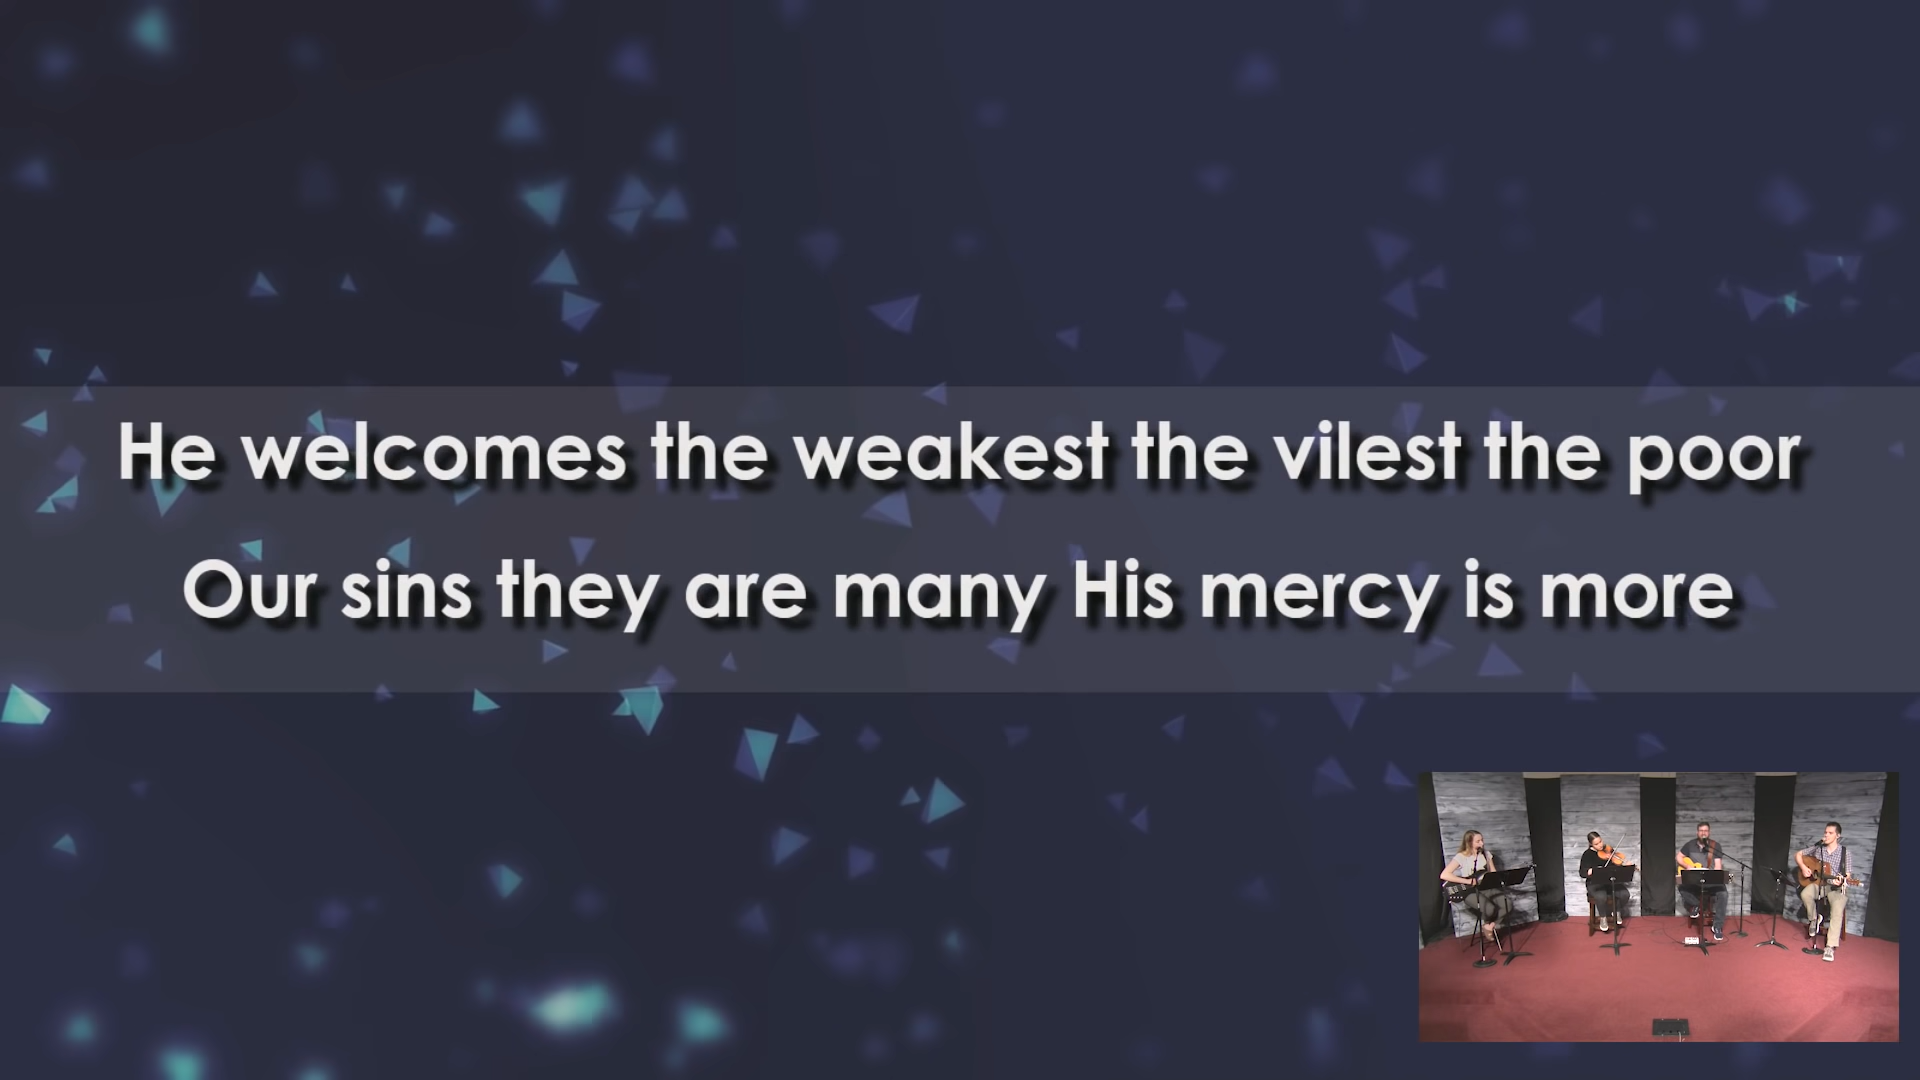 He welcomes the weakest the vilest the poor
Our sins they are many His mercy is more